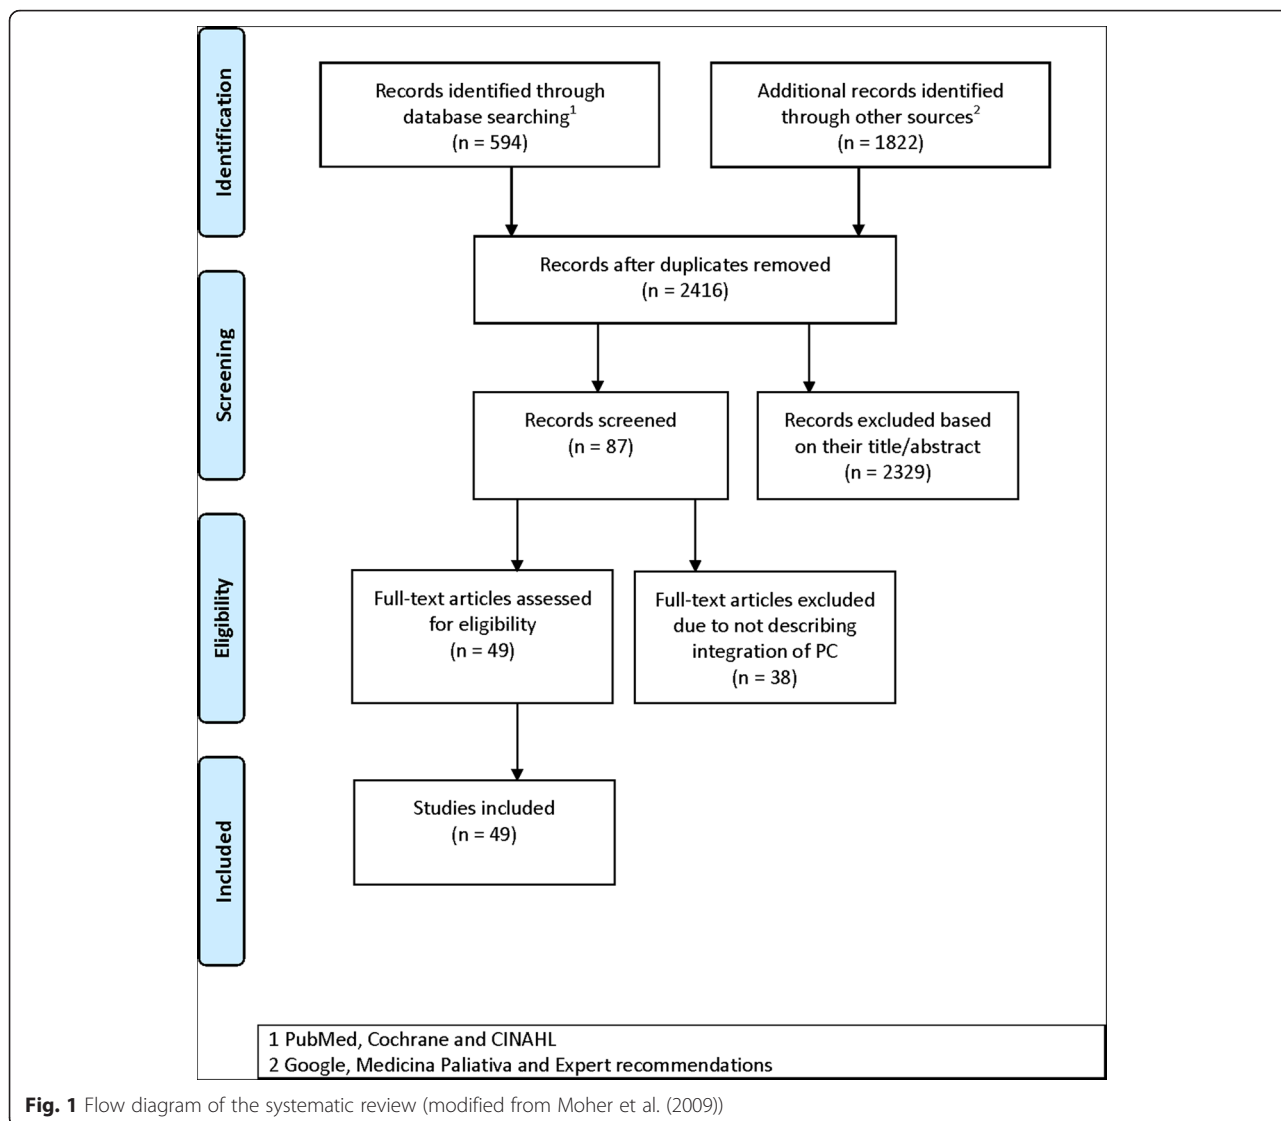 Identification
Records identified through
database searching1
(n = 594)
Additional records identified
through other sources2
(n = 1822)
Records after duplicates removed
(n = 2416)
Screening
Records screened
(n = 87)
Records excluded based
on their title/abstract
(n = 2329)
Eligibility
Full-text articles assessed
for eligibility
(n = 49)
Full-text articles excluded
due to not describing
integration of PC
(n = 38)
Included
Studies included
(n = 49)
1 PubMed, Cochrane and CINAHL
2 Google, Medicina Paliativa and Expert recommendations
Fig. 1 Flow diagram of the systematic review (modified from Moher et al. (2009))